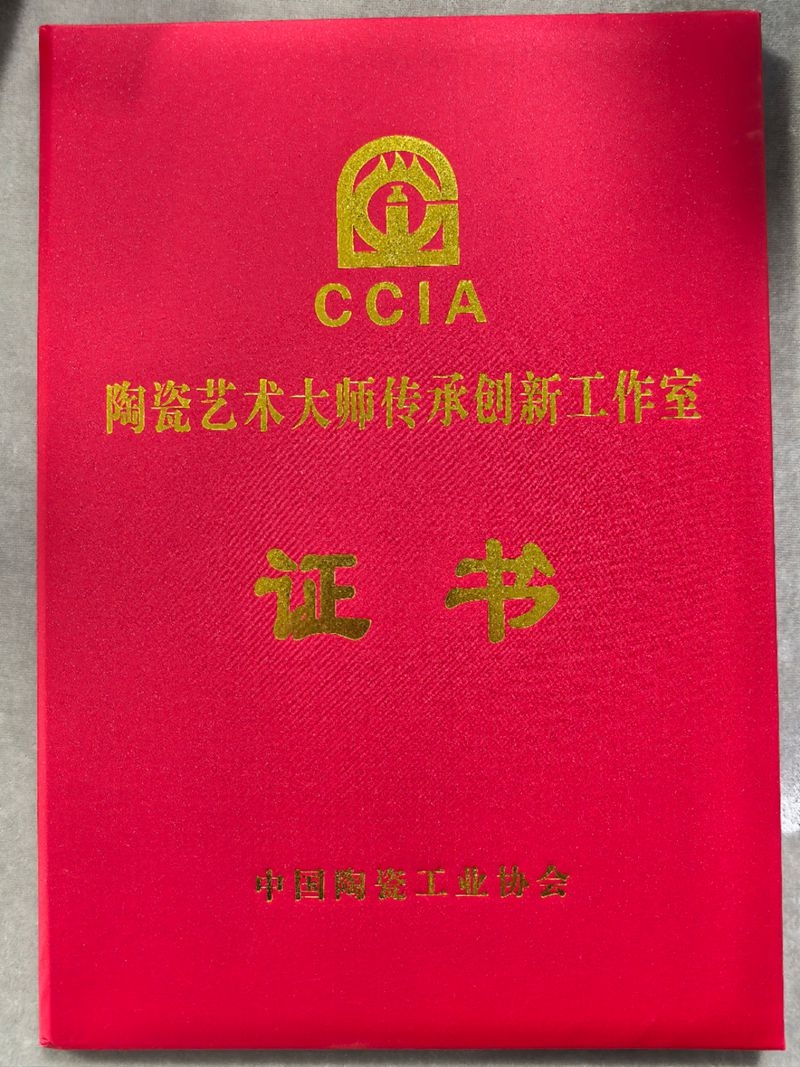 CCIA
陶瓷艺术大师传承创新工作室
证书
中国陶瓷工业协会